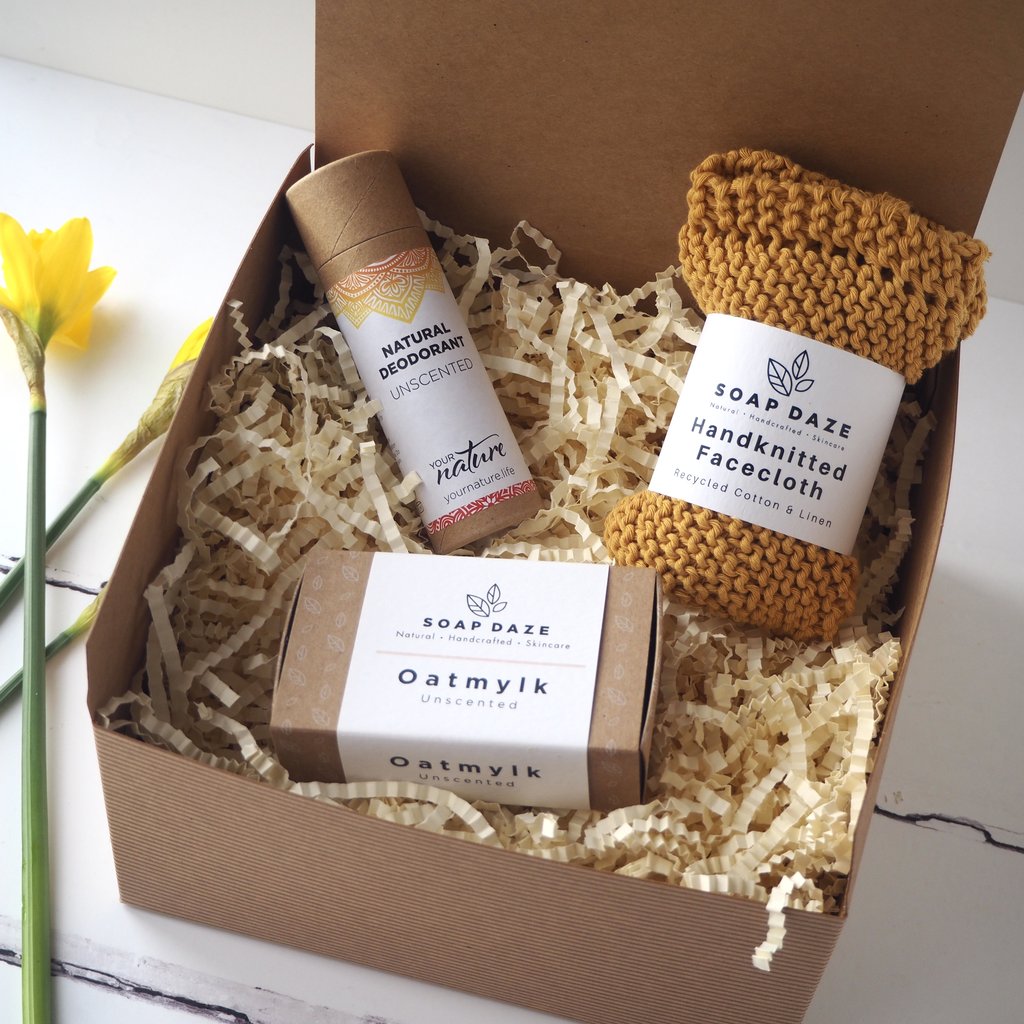 NATURAL
DEODORANT
UNSCENTED
YOUR
nature
yournature.life
SOAP DAZE
Natural • Handcrafted • Skincare
Handknitted
Facecloth
Recycled Cotton & Linen
SOAP DAZE
Natural • Handcrafted • Skincare
Oatmylk
Unscented
Oatmylk
Unscented